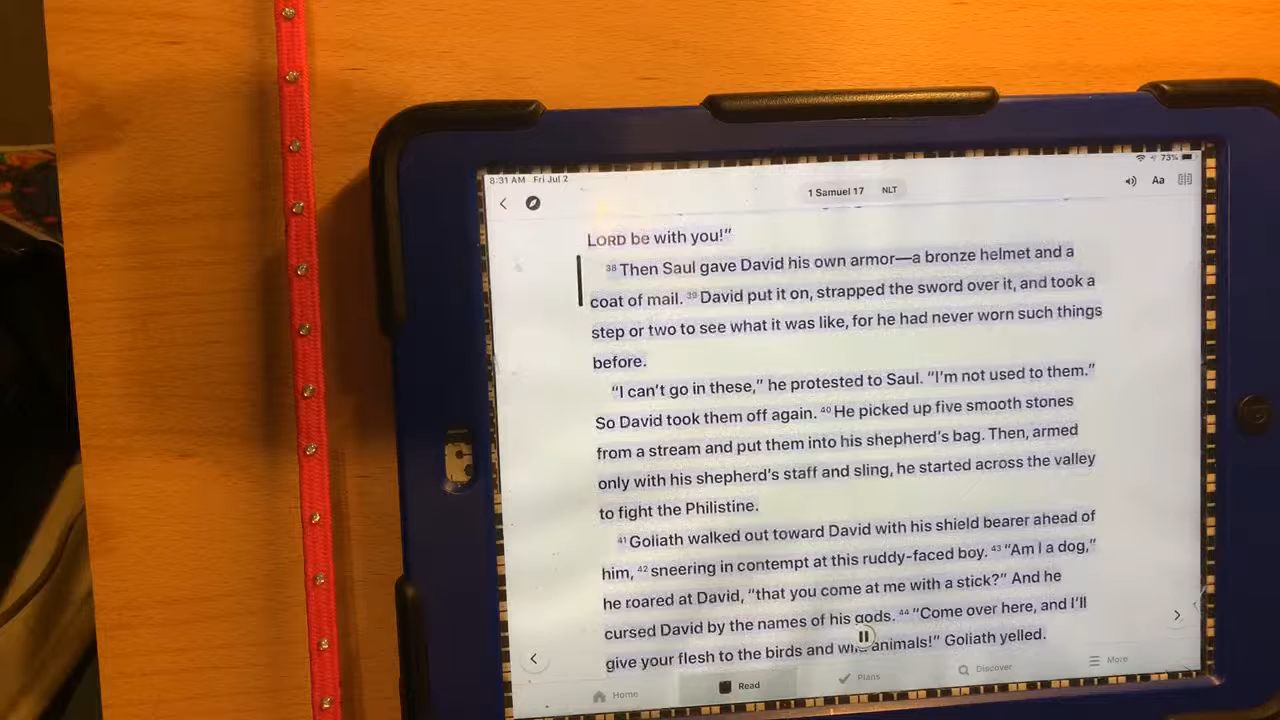 8:31 AM Fri Jul 2
73%
1 Samuel 17 NLT
Aa
LORD be with you!”
38 Then Saul gave David his own armor—a bronze helmet and a
coat of mail. 39 David put it on, strapped the sword over it, and took a
step or two to see what it was like, for he had never worn such things
before.
“I can’t go in these,” he protested to Saul. “I’m not used to them.”
So David took them off again. 40 He picked up five smooth stones
from a stream and put them into his shepherd’s bag. Then, armed
only with his shepherd’s staff and sling, he started across the valley
to fight the Philistine.
41 Goliath walked out toward David with his shield bearer ahead of
him, 42 sneering in contempt at this ruddy-faced boy. 43 “Am I a dog,”
he roared at David, “that you come at me with a stick?” And he
cursed David by the names of his gods. 44 “Come over here, and I’ll
give your flesh to the birds and animals!” Goliath yelled.
Home Read Plans Discover More